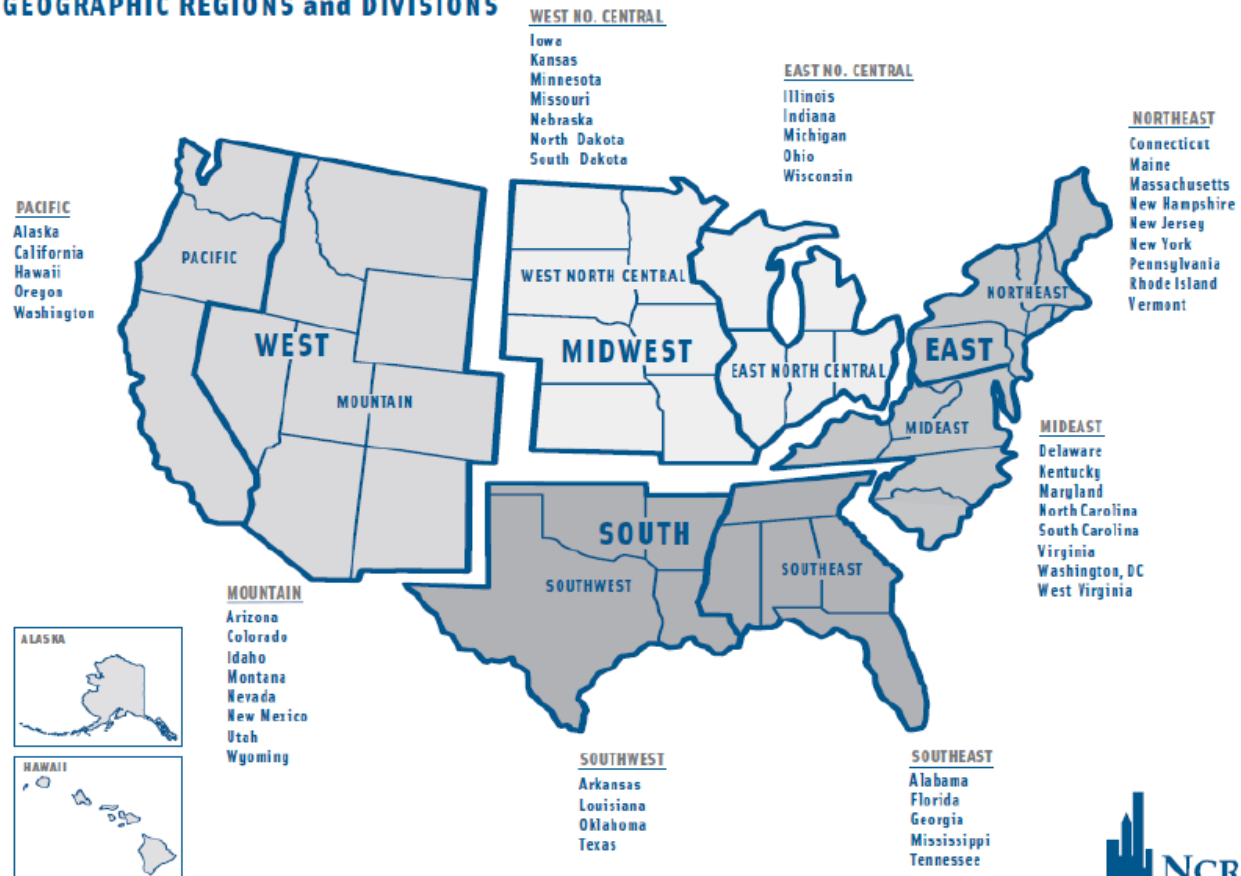 GEOGRAPHIC REGIONS and DIVISIONS
WEST NO. CENTRAL
Iowa
Kansas
Minnesota
Missouri
Nebraska
North Dakota
South Dakota
EAST NO. CENTRAL
Illinois
Indiana
Michigan
Ohio
Wisconsin
NORTHEAST
Connecticut
Maine
Massachusetts
New Hampshire
New Jersey
New York
Pennsylvania
Rhode Island
Vermont
PACIFIC
Alaska
California
Hawaii
Oregon
Washington
PACIFIC
WEST
MOUNTAIN
WEST NORTH CENTRAL
MIDWEST
EAST NORTH CENTRAL
NORTHEAST
EAST
MIDEAST
SOUTH
SOUTHWEST
SOUTHEAST
MIDEAST
Delaware
Kentucky
Maryland
North Carolina
South Carolina
Virginia
Washington, DC
West Virginia
MOUNTAIN
Arizona
Colorado
Idaho
Montana
Nevada
New Mexico
Utah
Wyoming
ALASKA
HAWAII
SOUTHWEST
Arkansas
Louisiana
Oklahoma
Texas
SOUTHEAST
Alabama
Florida
Georgia
Mississippi
Tennessee
NCR